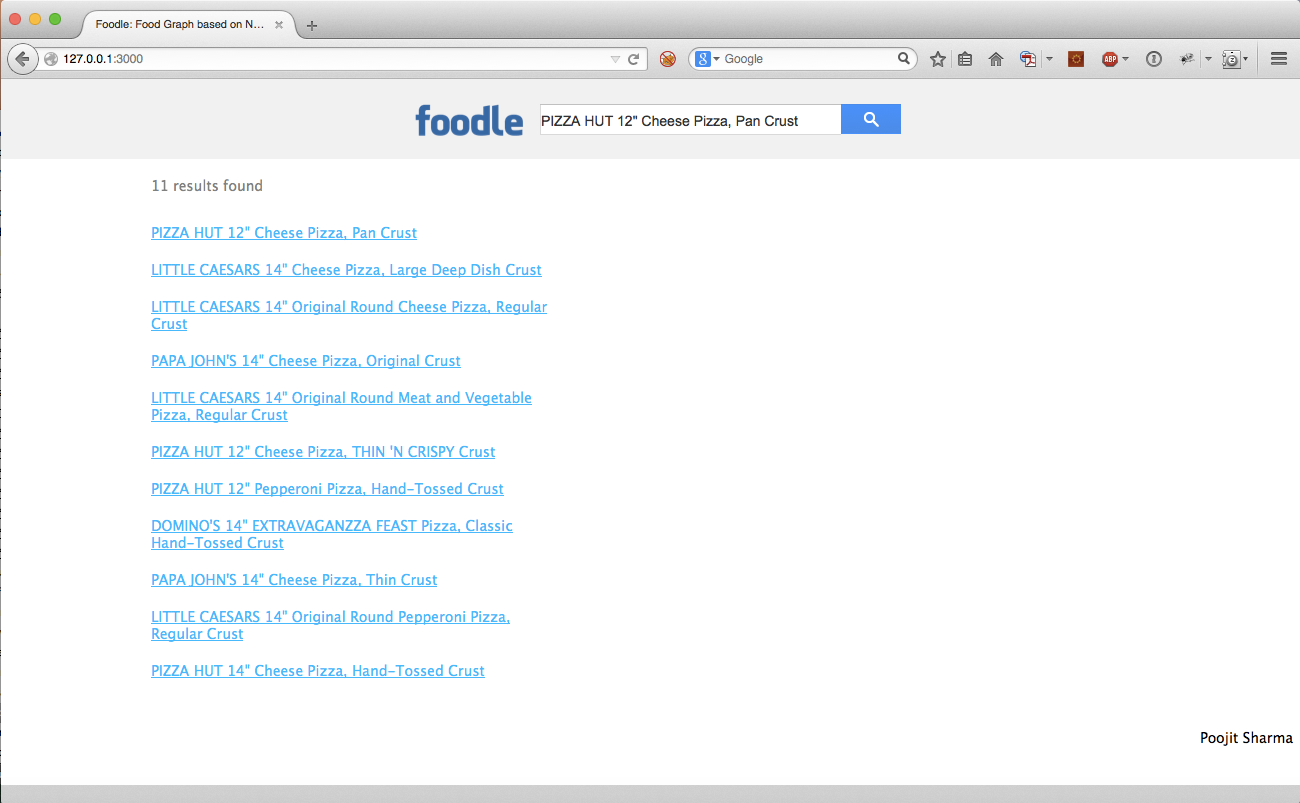 Foodle: Food Graph based on N...
127.0.0.1:3000
Google
ABP
foodle
PIZZA HUT 12" Cheese Pizza, Pan Crust
11 results found
PIZZA HUT 12" Cheese Pizza, Pan Crust
LITTLE CAESARS 14" Cheese Pizza, Large Deep Dish Crust
LITTLE CAESARS 14" Original Round Cheese Pizza, Regular
Crust
PAPA JOHN'S 14" Cheese Pizza, Original Crust
LITTLE CAESARS 14" Original Round Meat and Vegetable
Pizza, Regular Crust
PIZZA HUT 12" Cheese Pizza, THIN 'N CRISPY Crust
PIZZA HUT 12" Pepperoni Pizza, Hand-Tossed Crust
DOMINO'S 14" EXTRAVAGANZZA FEAST Pizza, Classic
Hand-Tossed Crust
PAPA JOHN'S 14" Cheese Pizza, Thin Crust
LITTLE CAESARS 14" Original Round Pepperoni Pizza,
Regular Crust
PIZZA HUT 14" Cheese Pizza, Hand-Tossed Crust
Poojit Sharma